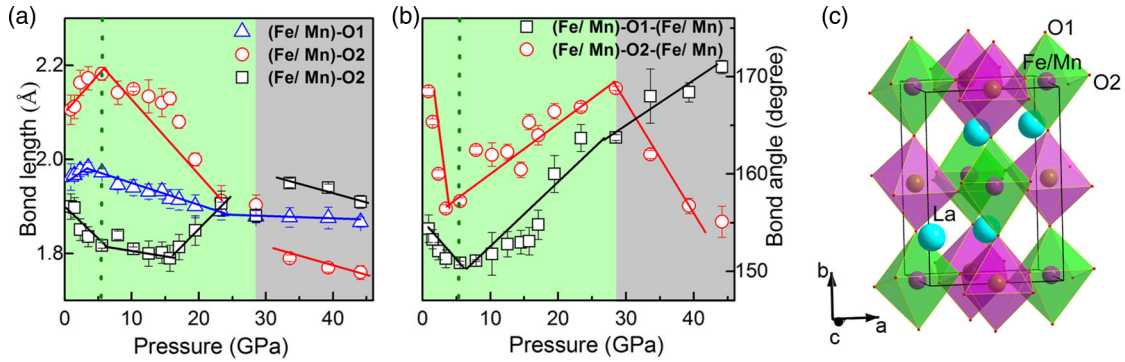 (a)
(Fe/ Mn)-O1
(Fe/ Mn)-O2
(Fe/ Mn)-O2
2.2
2.0
1.8
Bond length (Å)
0 10 20 30 40
Pressure (GPa)
(b)
(Fe/ Mn)-O1-(Fe/ Mn)
(Fe/ Mn)-O2-(Fe/ Mn)
170
160
150
Bond angle (degree)
0 10 20 30 40
Pressure (GPa)
(c)
O1
Fe/Mn
O2
La
b
a
c